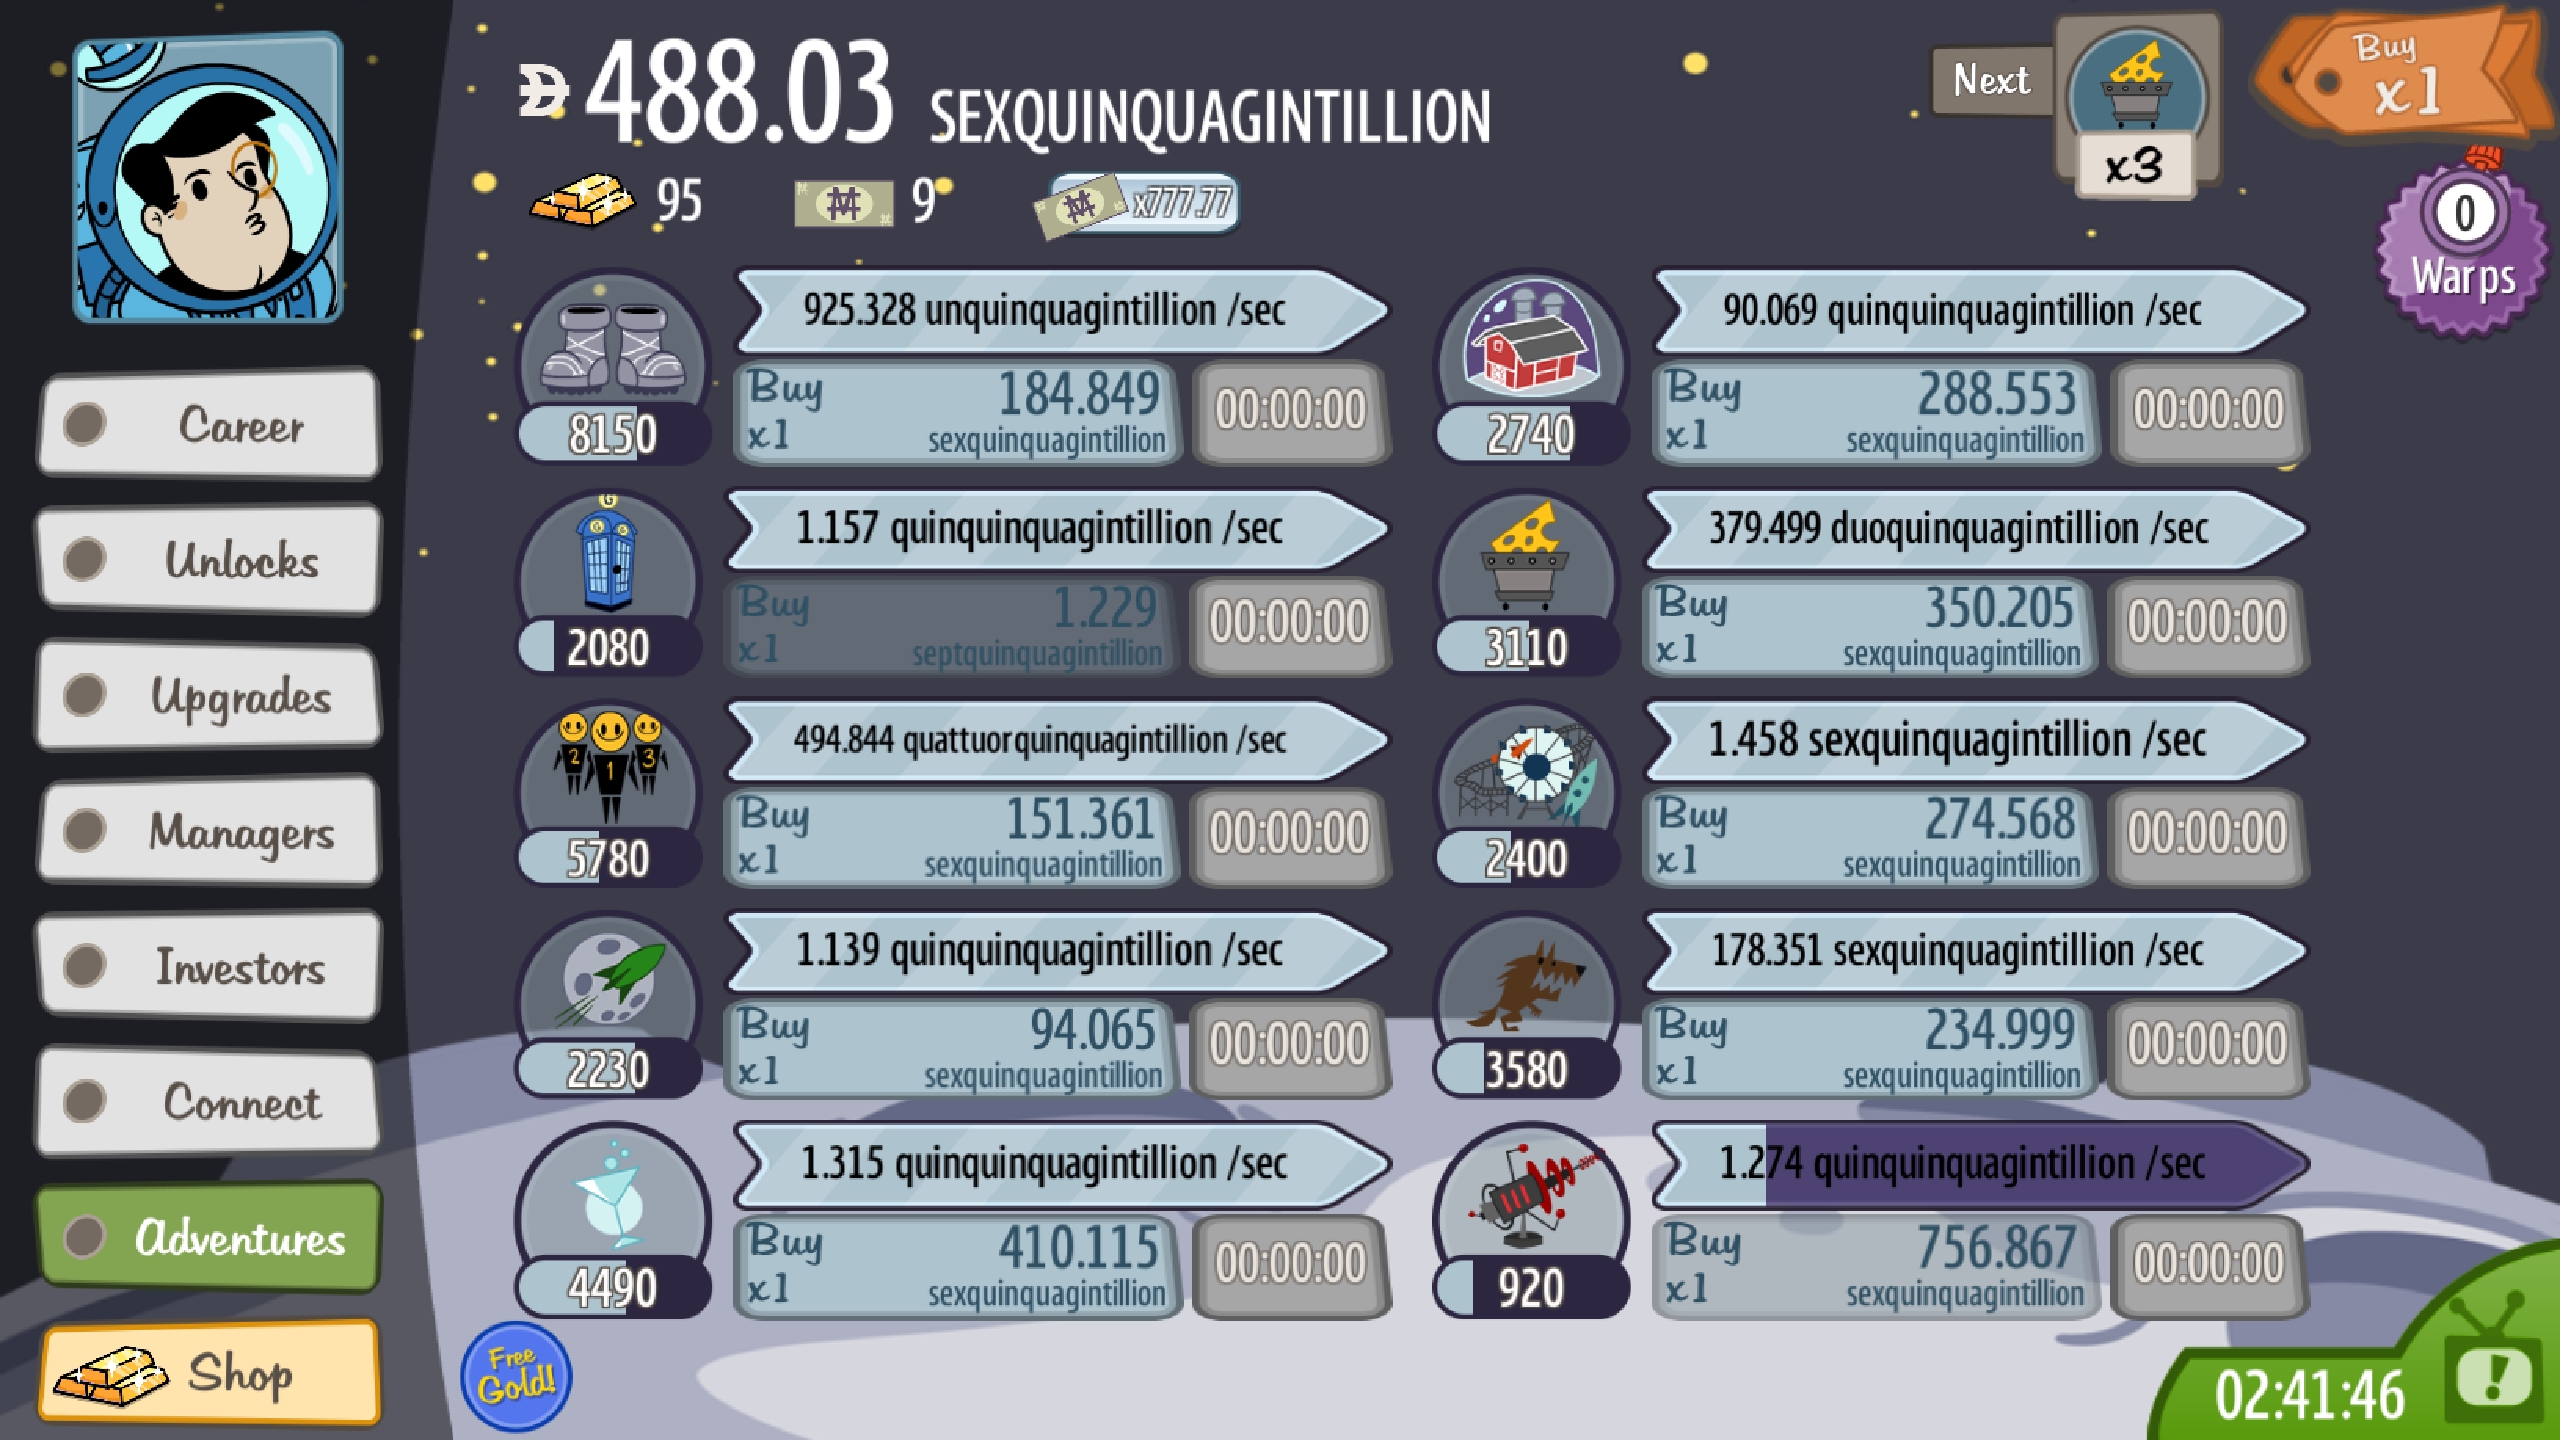 488.03 SEXQUINQUAGINTILLION
Next
x3
Buy
x1
95
9
x777.77
0
Warps
Career
Unlocks
Upgrades
Managers
Investors
Connect
Adventures
Shop
925.328 unquinquagintillion /sec
8150
Buy 184.849
x1 sexquinquagintillion
00:00:00
1.157 quinquinquagintillion /sec
2080
Buy 1.229
x1 septquinquagintillion
00:00:00
494.844 quattuorquinquagintillion /sec
2 1 3
5780
Buy 151.361
x1 sexquinquagintillion
00:00:00
1.139 quinquinquagintillion /sec
2230
Buy 94.065
x1 sexquinquagintillion
00:00:00
1.315 quinquinquagintillion /sec
4490
Buy 410.115
x1 sexquinquagintillion
00:00:00
90.069 quinquinquagintillion /sec
2740
Buy 288.553
x1 sexquinquagintillion
00:00:00
379.499 duoquinquagintillion /sec
3110
Buy 350.205
x1 sexquinquagintillion
00:00:00
1.458 sexquinquagintillion /sec
2400
Buy 274.568
x1 sexquinquagintillion
00:00:00
178.351 sexquinquagintillion /sec
3580
Buy 234.999
x1 sexquinquagintillion
00:00:00
1.274 quinquinquagintillion /sec
920
Buy 756.867
x1 sexquinquagintillion
00:00:00
Free
Gold!
02:41:46
!